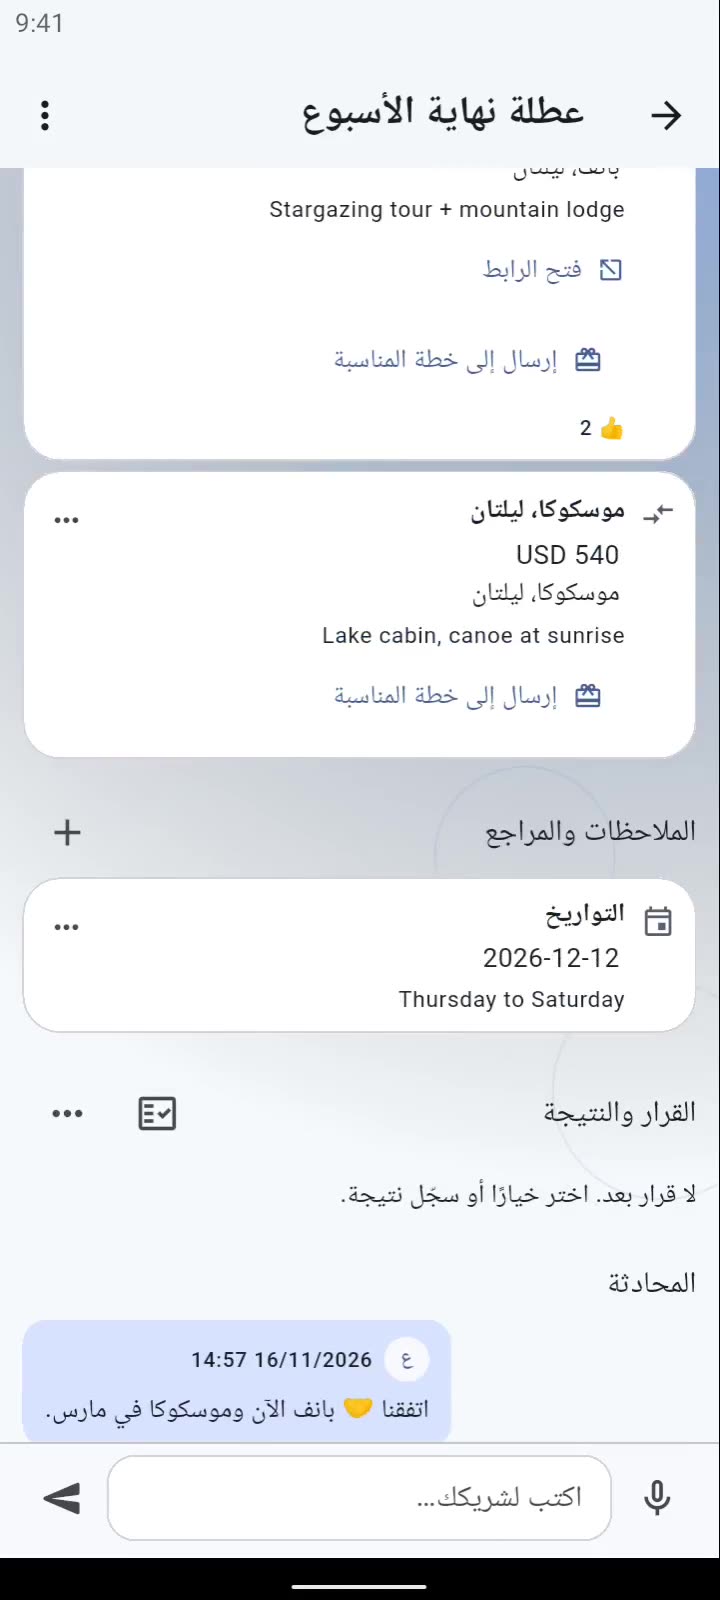 9:41
عطلة نهاية الأسبوع
بانف، ليلتان
Stargazing tour + mountain lodge
فتح الرابط
إرسال إلى خطة المناسبة
👍 2
موسكوكا، ليلتان
USD 540
موسكوكا، ليلتان
Lake cabin, canoe at sunrise
إرسال إلى خطة المناسبة
الملاحظات والمراجع
التواريخ
2026-12-12
Thursday to Saturday
القرار والنتيجة
لا قرار بعد. اختر خيارًا أو سجّل نتيجة.
المحادثة
ع
14:57 16/11/2026
اتفقنا 🤝 بانف الآن وموسكوكا في مارس.
اكتب لشريكك...